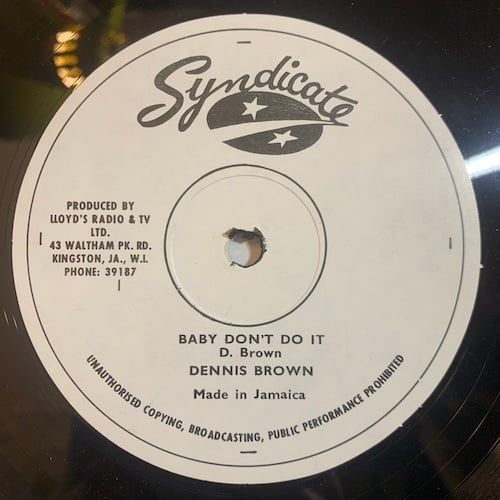 Syndicate
PRODUCED BY
LLOYD'S RADIO & TV
LTD.
43 WALTHAM PK. RD.
KINGSTON, JA., W.I.
PHONE: 39187
BABY DON'T DO IT
D. Brown
DENNIS BROWN
Made in Jamaica
UNAUTHORISED COPYING, BROADCASTING, PUBLIC PERFORMANCE PROHIBITED